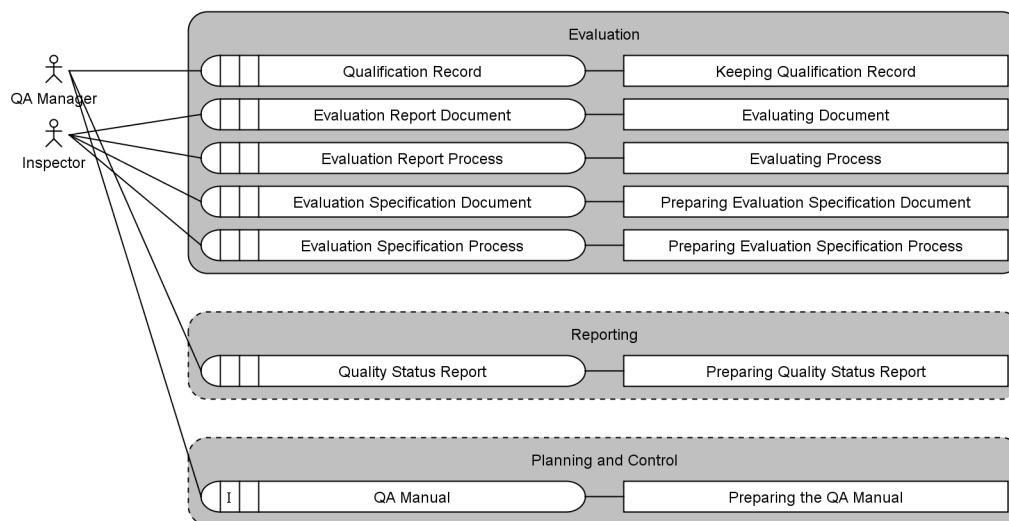 Evaluation
QA Manager
Qualification Record
Keeping Qualification Record
Evaluation Report Document
Evaluating Document
Inspector
Evaluation Report Process
Evaluating Process
Evaluation Specification Document
Preparing Evaluation Specification Document
Evaluation Specification Process
Preparing Evaluation Specification Process
Reporting
Quality Status Report
Preparing Quality Status Report
Planning and Control
I
QA Manual
Preparing the QA Manual